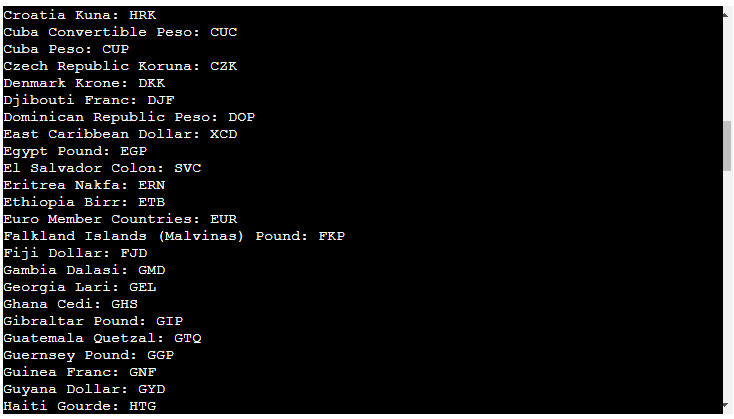 Croatia Kuna: HRK
Cuba Convertible Peso: CUC
Cuba Peso: CUP
Czech Republic Koruna: CZK
Denmark Krone: DKK
Djibouti Franc: DJF
Dominican Republic Peso: DOP
East Caribbean Dollar: XCD
Egypt Pound: EGP
El Salvador Colon: SVC
Eritrea Nakfa: ERN
Ethiopia Birr: ETB
Euro Member Countries: EUR
Falkland Islands (Malvinas) Pound: FKP
Fiji Dollar: FJD
Gambia Dalasi: GMD
Georgia Lari: GEL
Ghana Cedi: GHS
Gibraltar Pound: GIP
Guatemala Quetzal: GTQ
Guernsey Pound: GGP
Guinea Franc: GNF
Guyana Dollar: GYD
Haiti Gourde: HTG